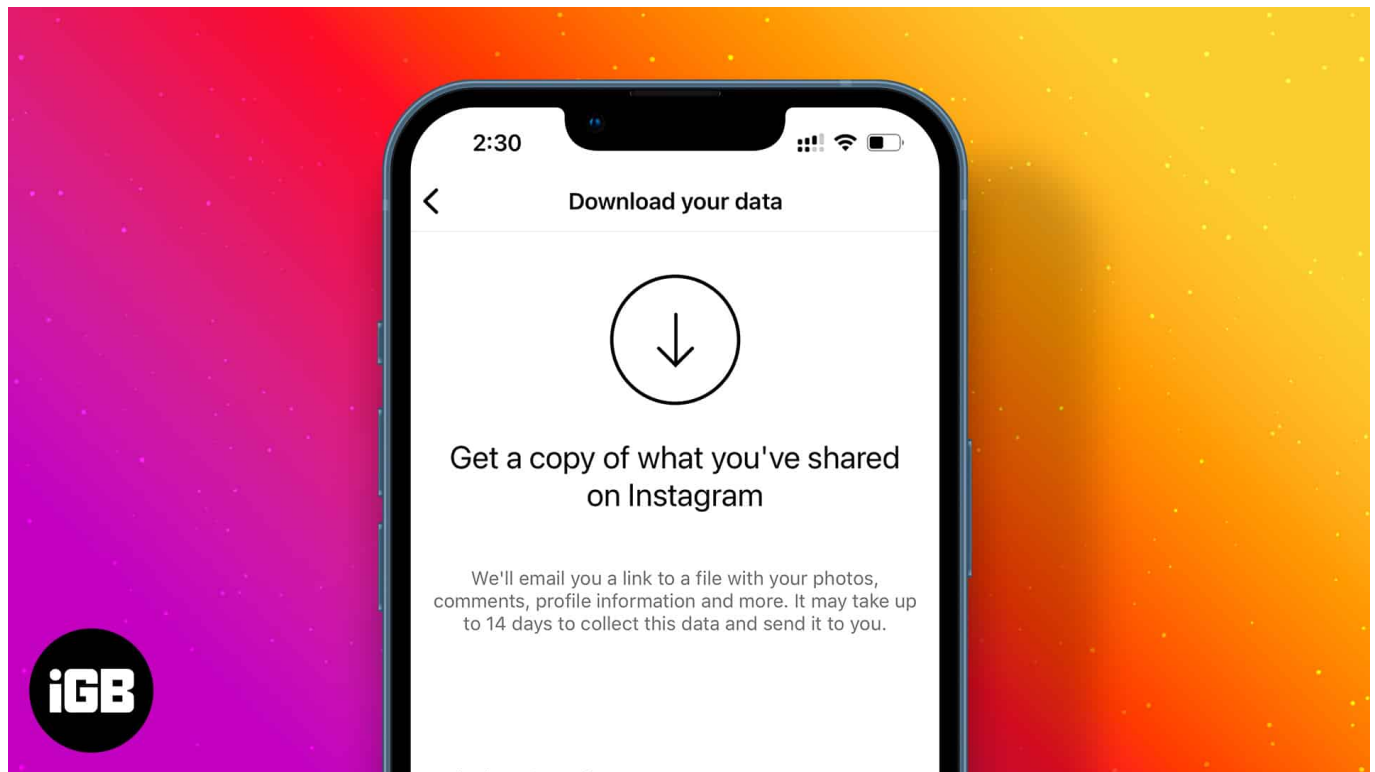 2:30
Download your data
Get a copy of what you've shared
on Instagram
We'll email you a link to a file with your photos,
comments, profile information and more. It may take up
to 14 days to collect this data and send it to you.
iGB